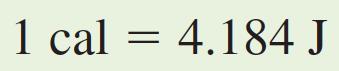 1 cal = 4.184 J